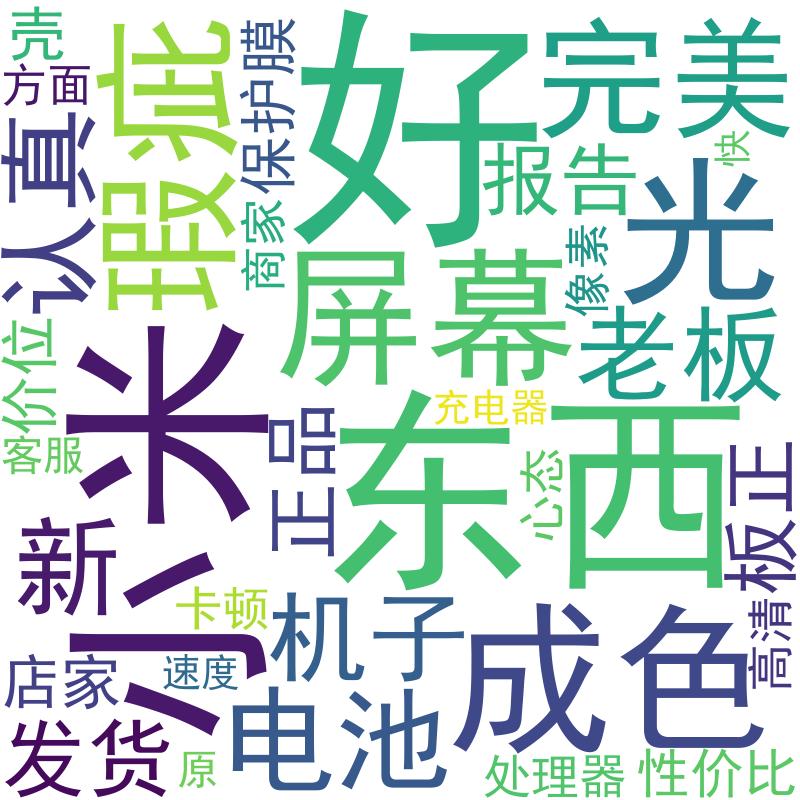 壳
方面
认真
瑕疵
保护膜
商家
好
完美
报告
快
光
像素
屏幕
老板
价位
客服
小米
正品
东西
充电器
心态
板正
新
卡顿
机子
成色
高清
店家
速度
电池
发货
原
处理器
性价比